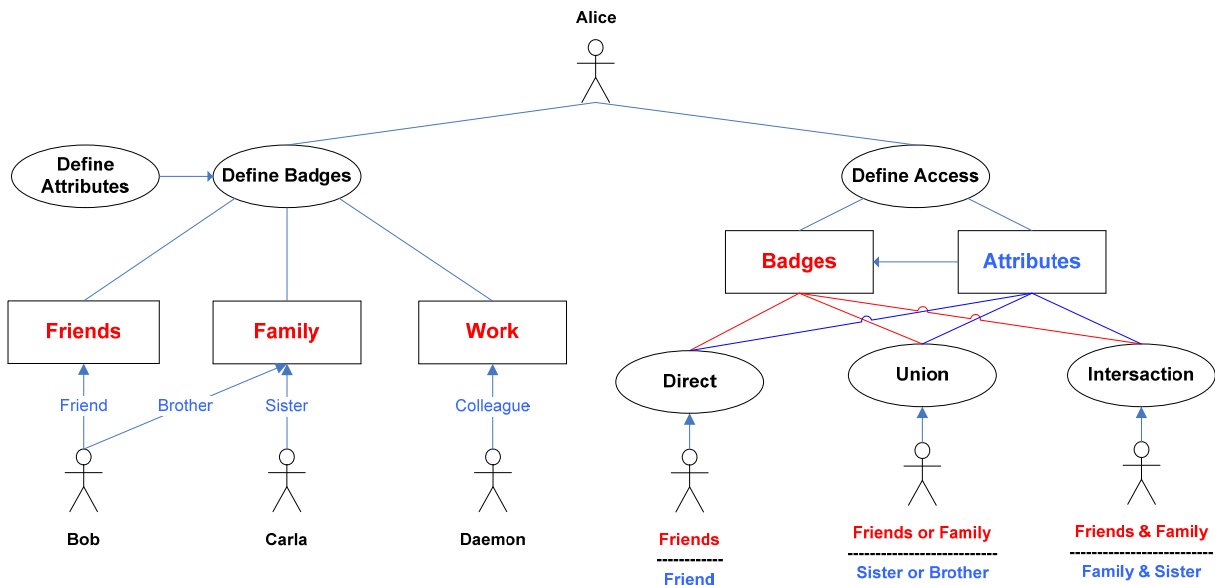 Alice
Define
Attributes
Define Badges
Define Access
Badges
Attributes
Friends
Family
Work
Direct
Union
Intersaction
Friend
Brother
Sister
Colleague
Bob
Carla
Daemon
Friends
Friend
Friends or Family
Sister or Brother
Friends & Family
Family & Sister